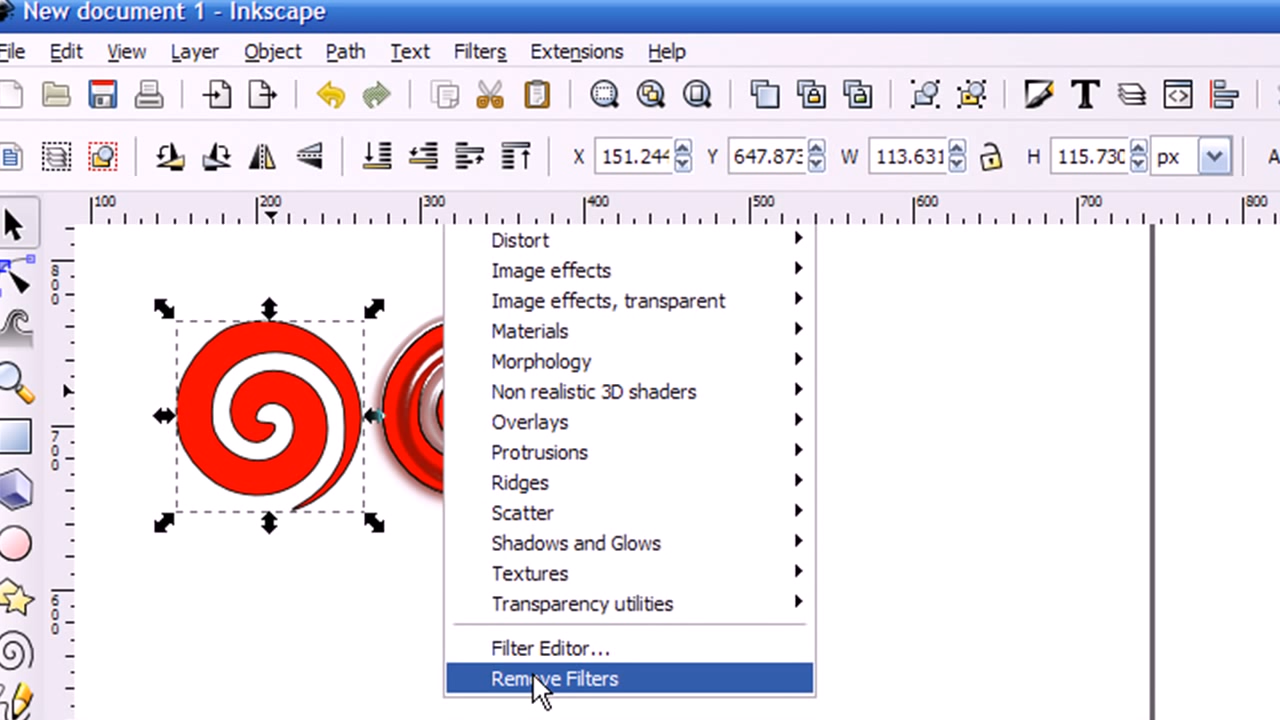 New document 1 - Inkscape
File Edit View Layer Object Path Text Filters Extensions Help
X 151.244 Y 647.873 W 113.631 H 115.730 px A
100 200 300 400 500 600 700 800
800
700
600
Distort
Image effects
Image effects, transparent
Materials
Morphology
Non realistic 3D shaders
Overlays
Protrusions
Ridges
Scatter
Shadows and Glows
Textures
Transparency utilities
Filter Editor...
Remove Filters